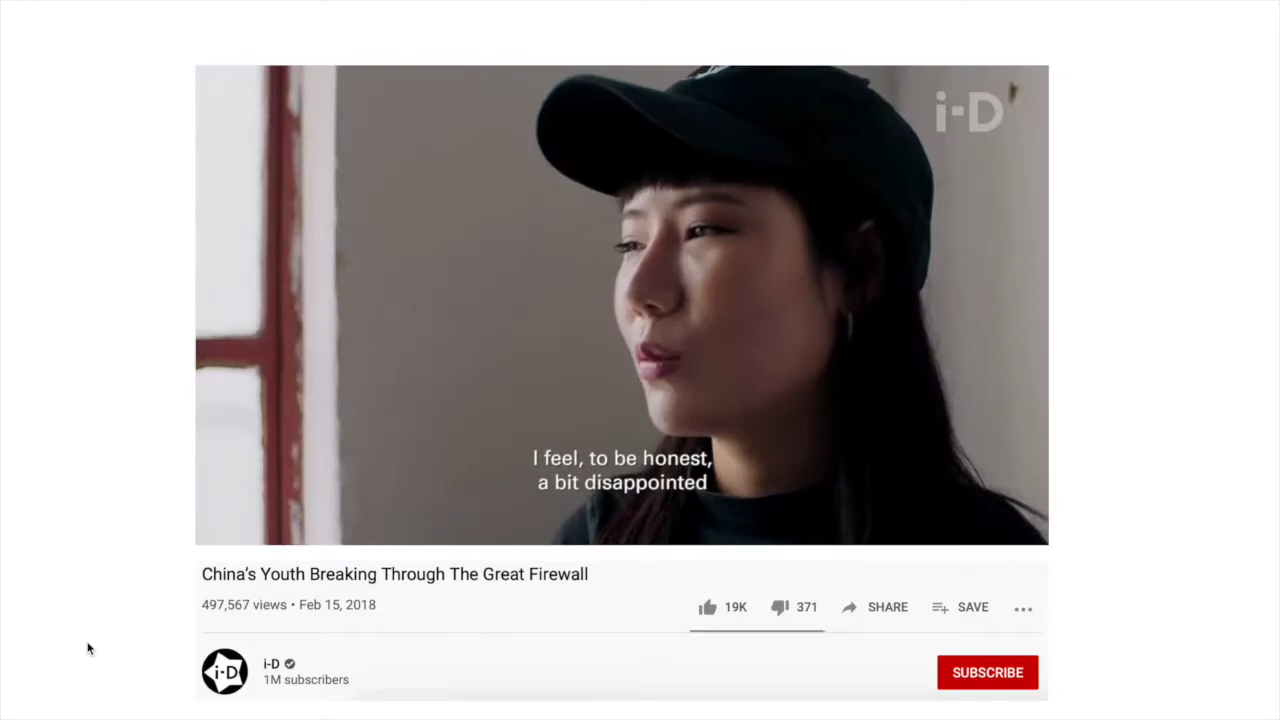 i-D
I feel, to be honest,
a bit disappointed
China's Youth Breaking Through The Great Firewall
497,567 views • Feb 15, 2018
19K
371
SHARE
SAVE
i-D
i-D
1M subscribers
SUBSCRIBE